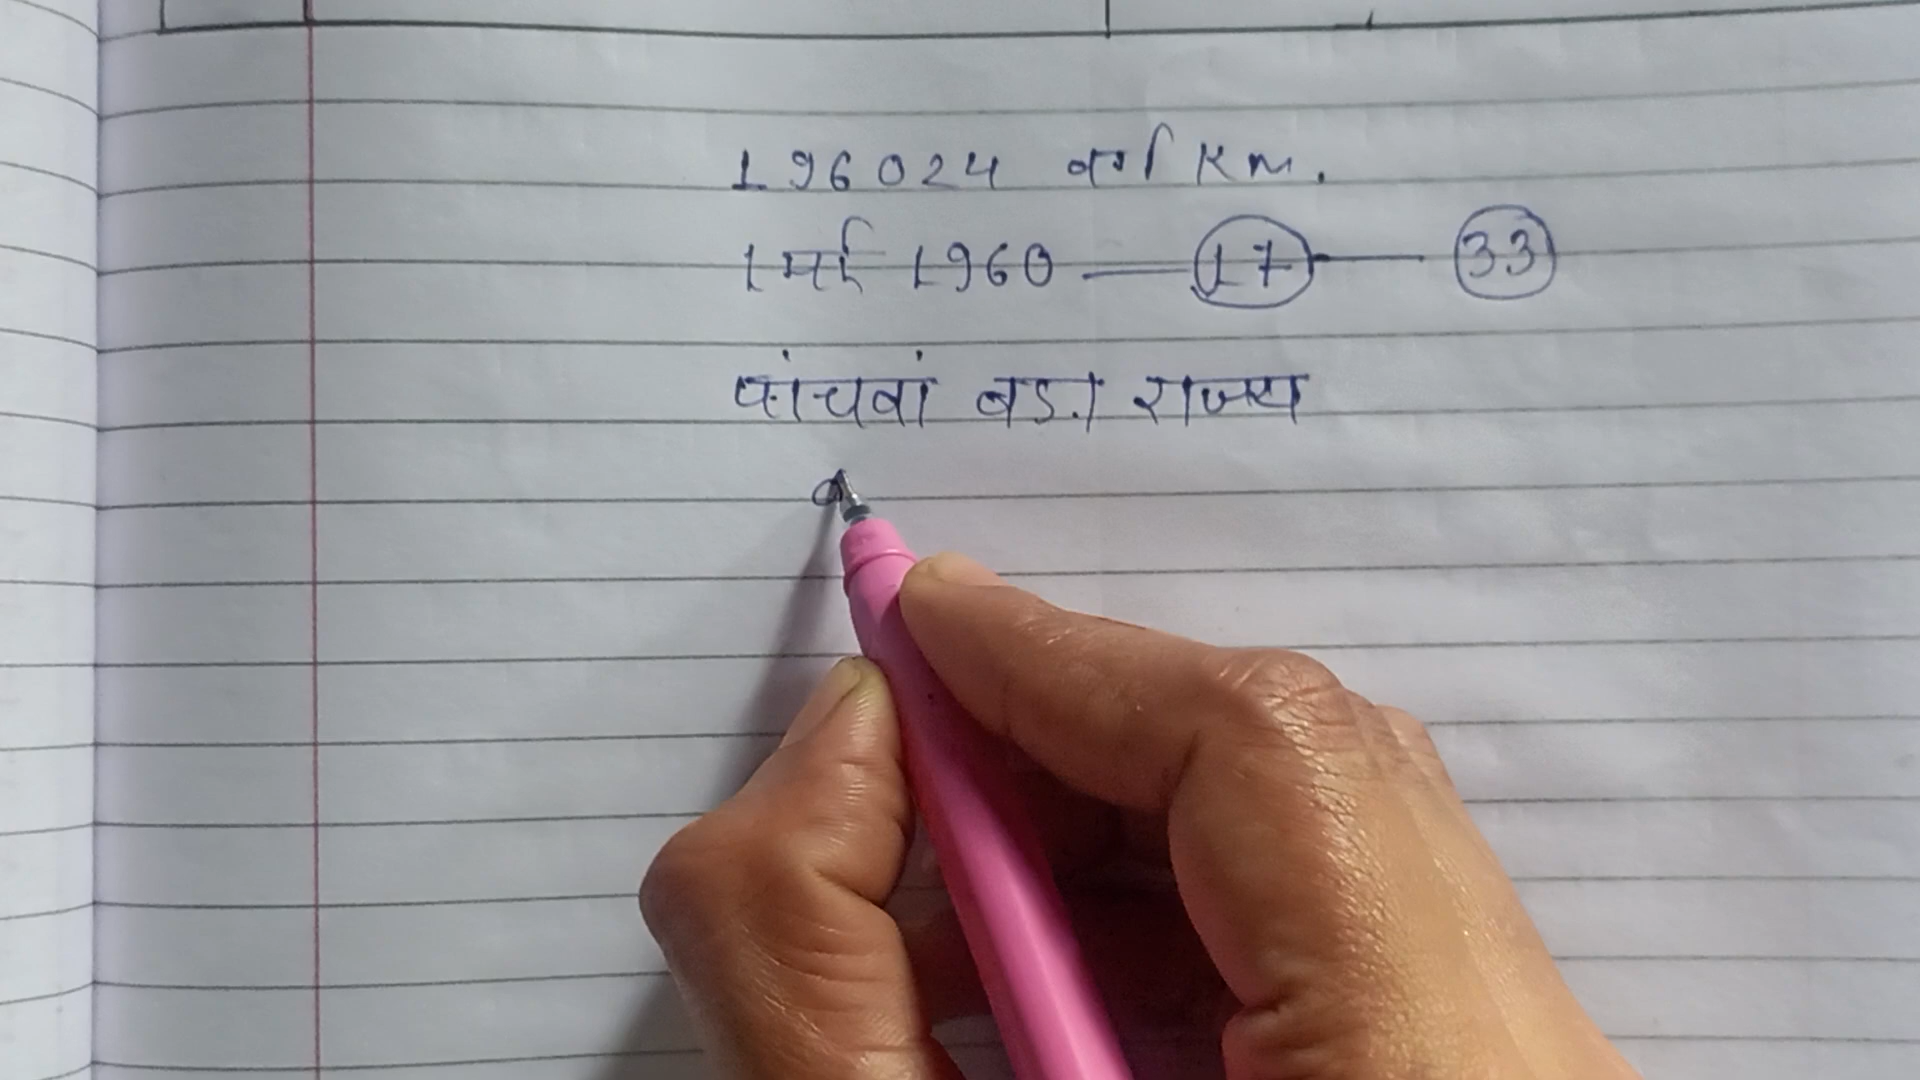 196024 वर्ग KM.
1 मई 1960 — 17 — 33
पांचवां बड़ा राज्य